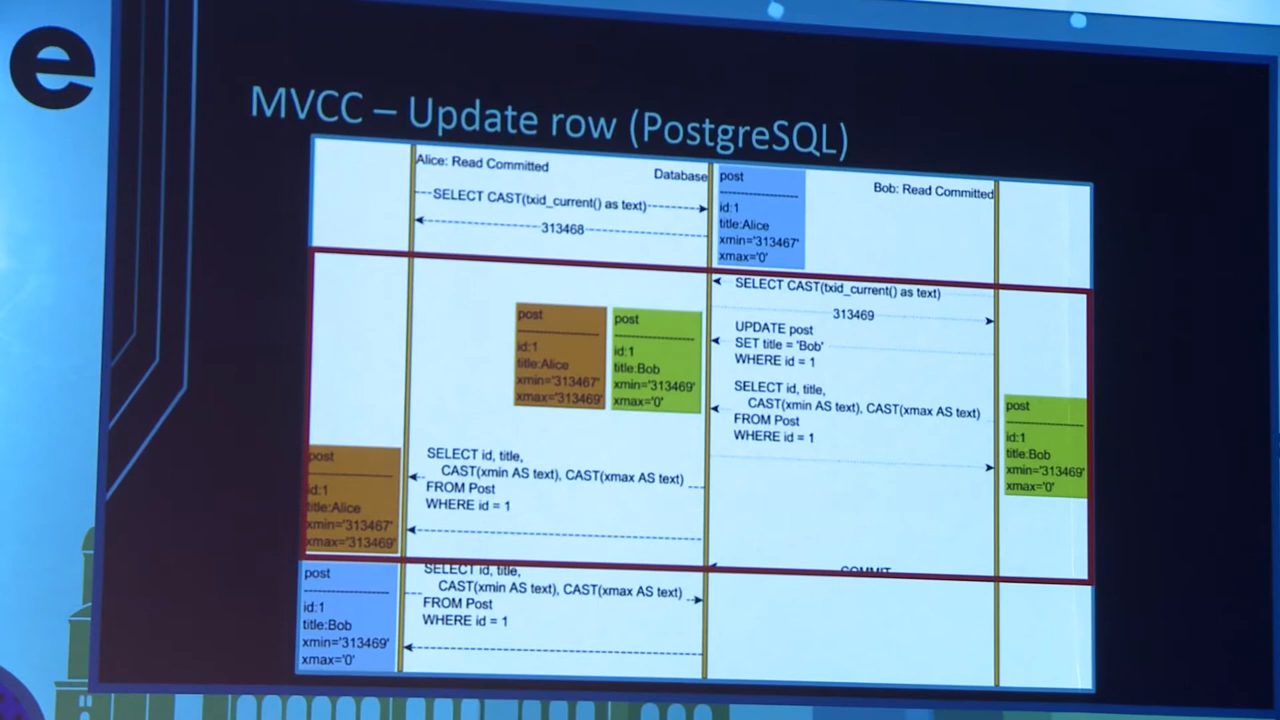 e
MVCC – Update row (PostgreSQL)
Alice: Read Committed
Database
Bob: Read Committed
post
id:1
title:Alice
xmin='313467'
xmax='0'
SELECT CAST(txid_current() as text)
313468
SELECT CAST(txid_current() as text)
313469
UPDATE post
SET title = 'Bob'
WHERE id = 1
post
id:1
title:Alice
xmin='313467'
xmax='313469'
post
id:1
title:Bob
xmin='313469'
xmax='0'
SELECT id, title,
CAST(xmin AS text), CAST(xmax AS text)
FROM Post
WHERE id = 1
post
id:1
title:Bob
xmin='313469'
xmax='0'
SELECT id, title,
CAST(xmin AS text), CAST(xmax AS text)
FROM Post
WHERE id = 1
post
id:1
title:Alice
xmin='313467'
xmax='313469'
COMMIT
SELECT id, title,
CAST(xmin AS text), CAST(xmax AS text)
FROM Post
WHERE id = 1
post
id:1
title:Bob
xmin='313469'
xmax='0'